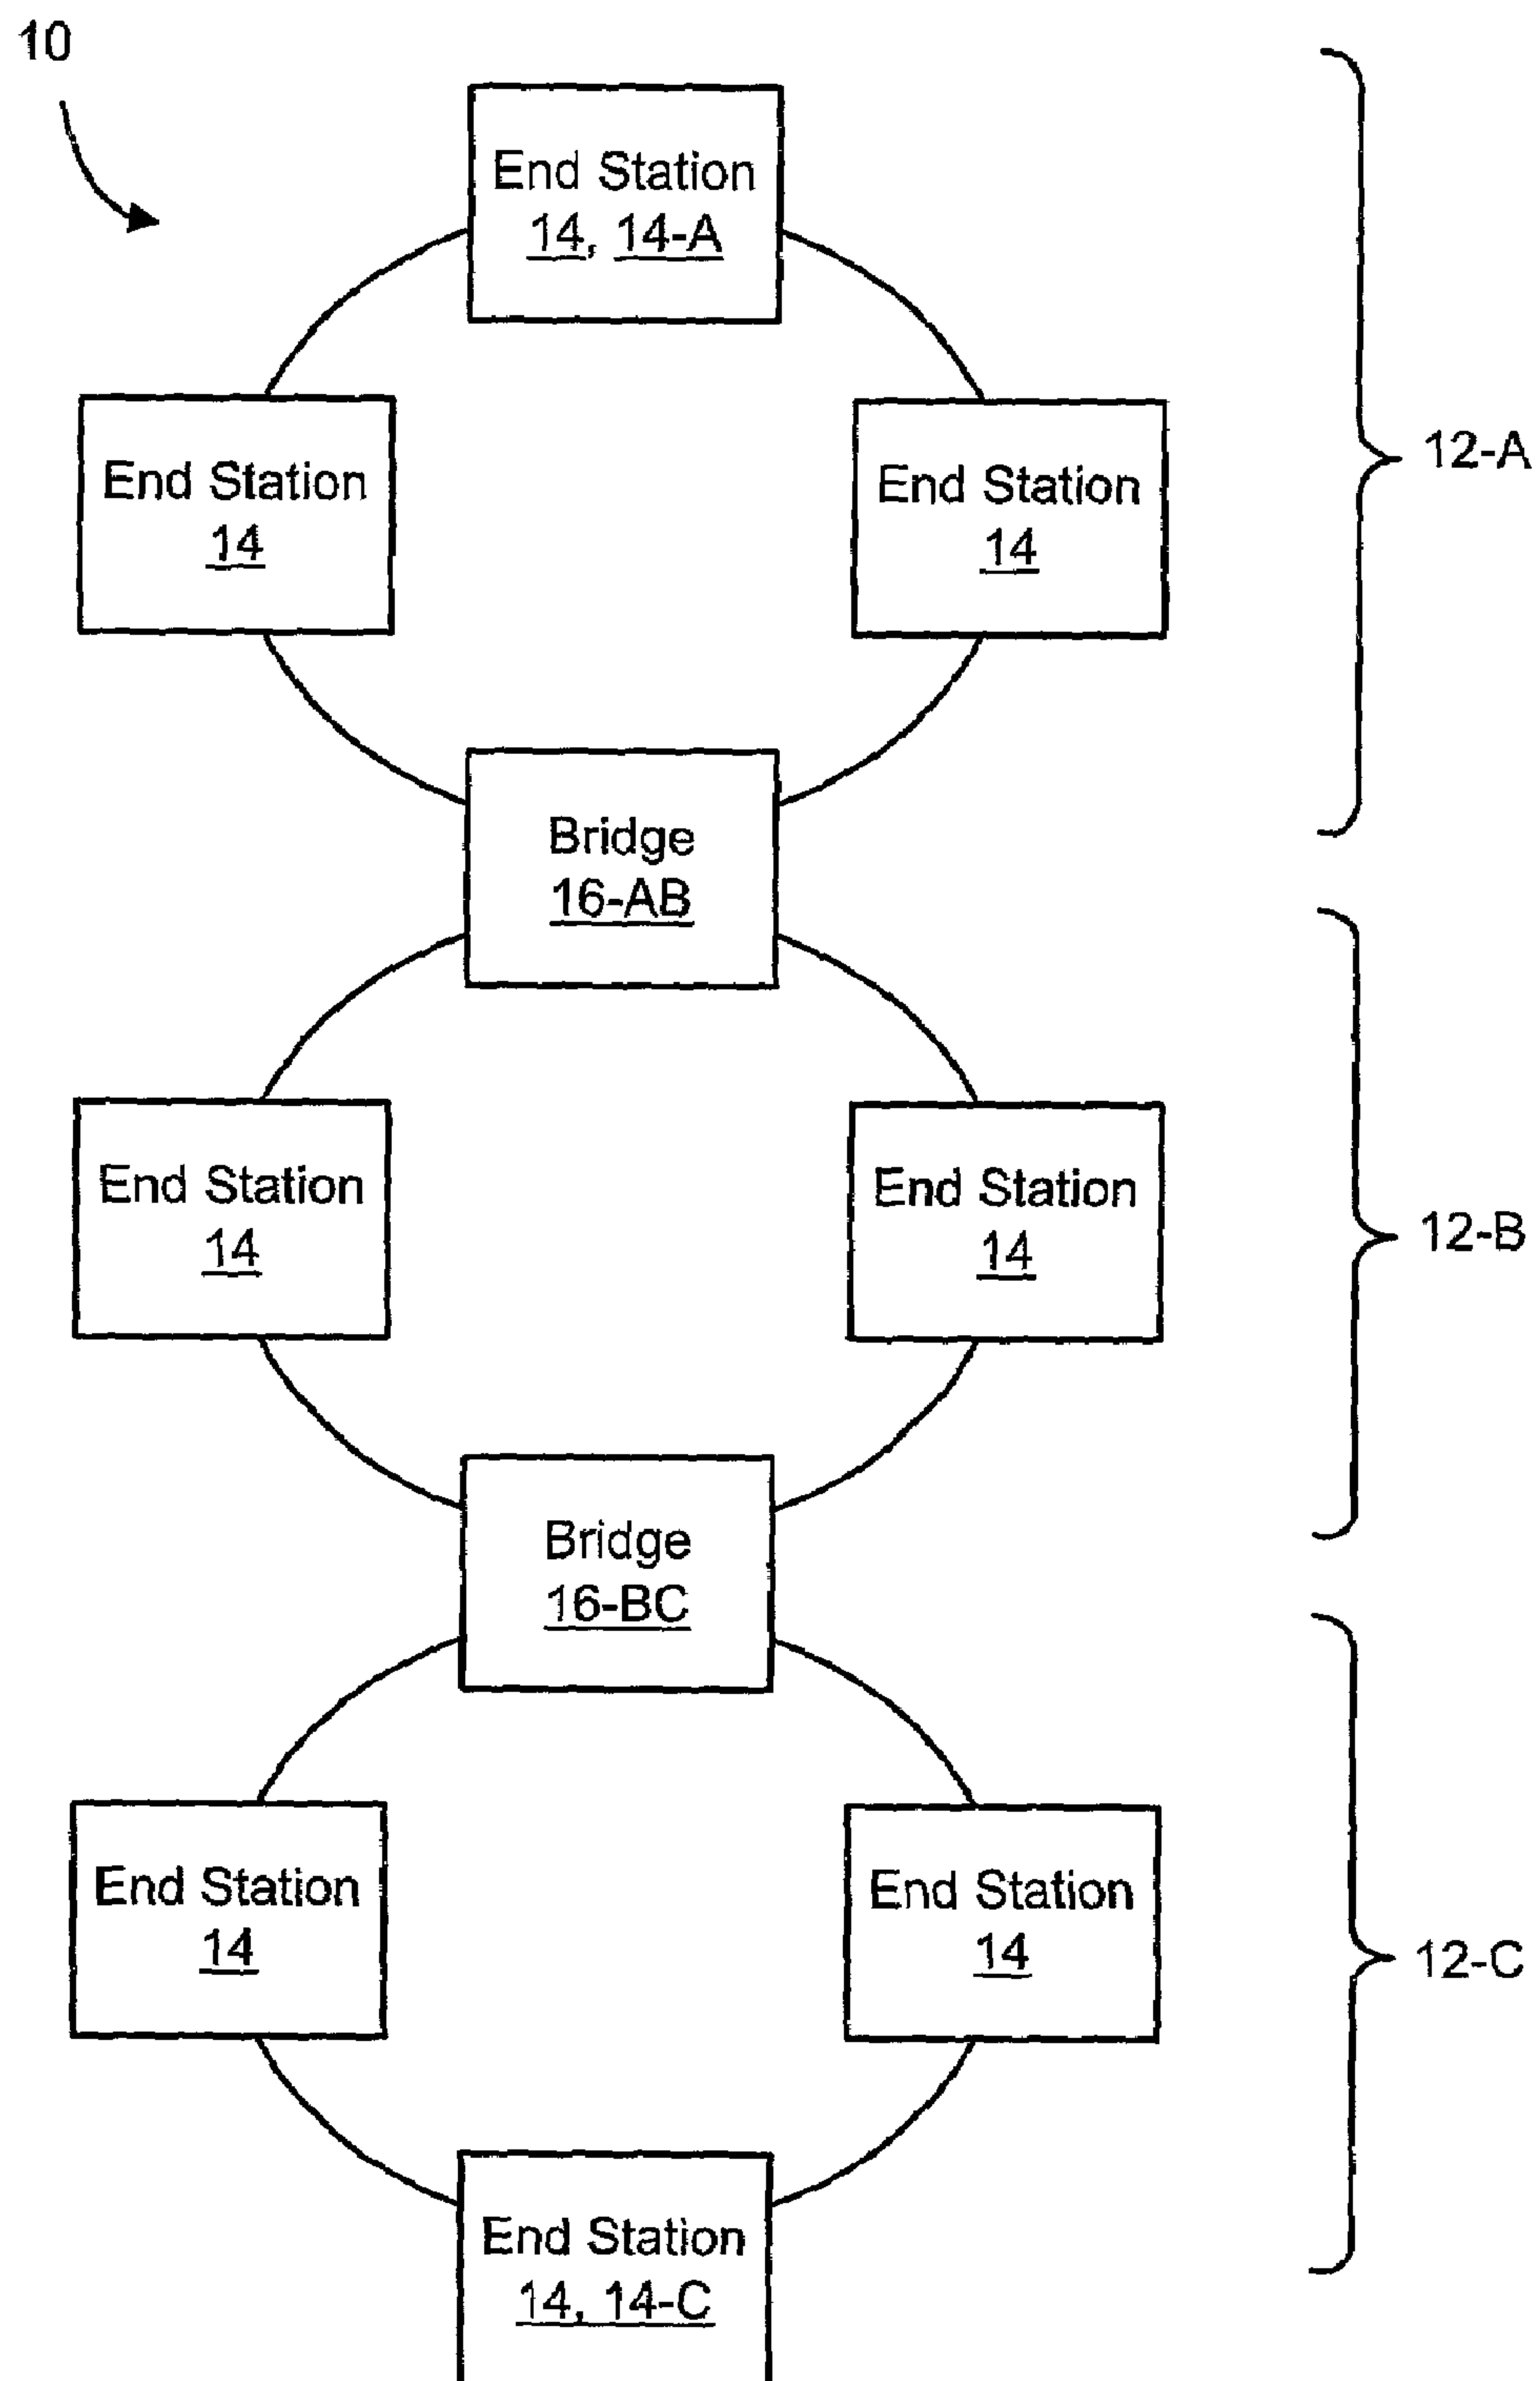 10
End Station
14, 14-A
End Station
14
End Station
14
12-A
Bridge
16-AB
End Station
14
End Station
14
12-B
Bridge
16-BC
End Station
14
End Station
14
12-C
End Station
14, 14-C